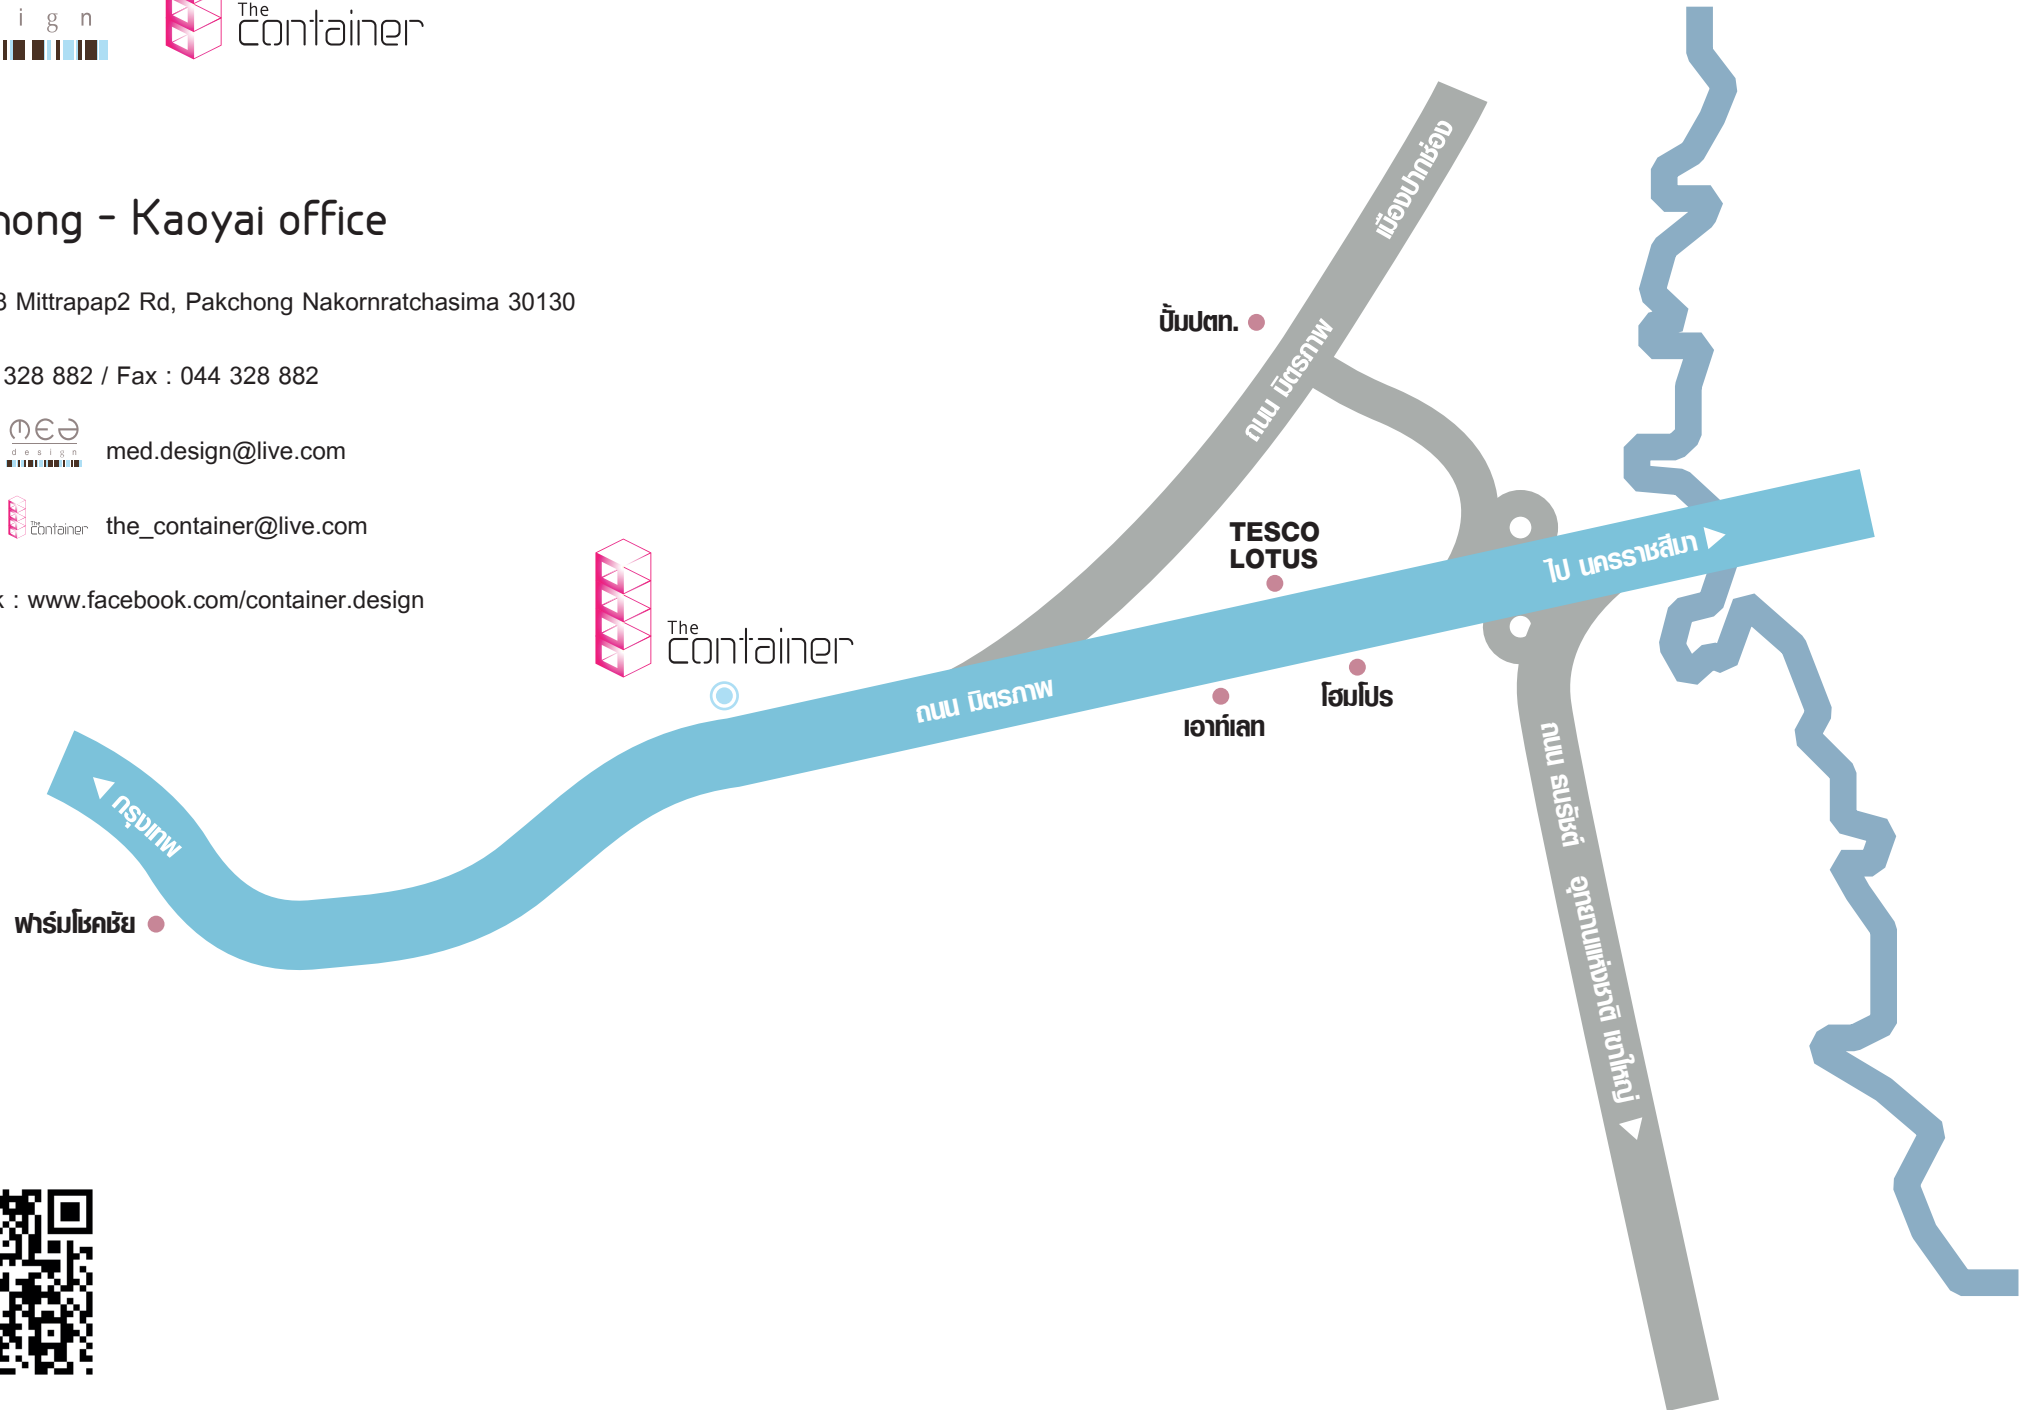 ign
The
container
hong - Kaoyai office
3 Mittrapap2 Rd, Pakchong Nakornratchasima 30130
328 882 / Fax : 044 328 882
med
design
med.design@live.com
The
container
the_container@live.com
k : www.facebook.com/container.design
The
container
เมืองปากช่อง
ปั้มปตท.
ถนน มิตรภาพ
TESCO
LOTUS
ไป นครราชสีมา
ถนน มิตรภาพ
โฮมโปร
เอาท์เลท
กรุงเทพ
ฟาร์มโชคชัย
ถนน ธนรัชต์ อุทยานแห่งชาติ เขาใหญ่